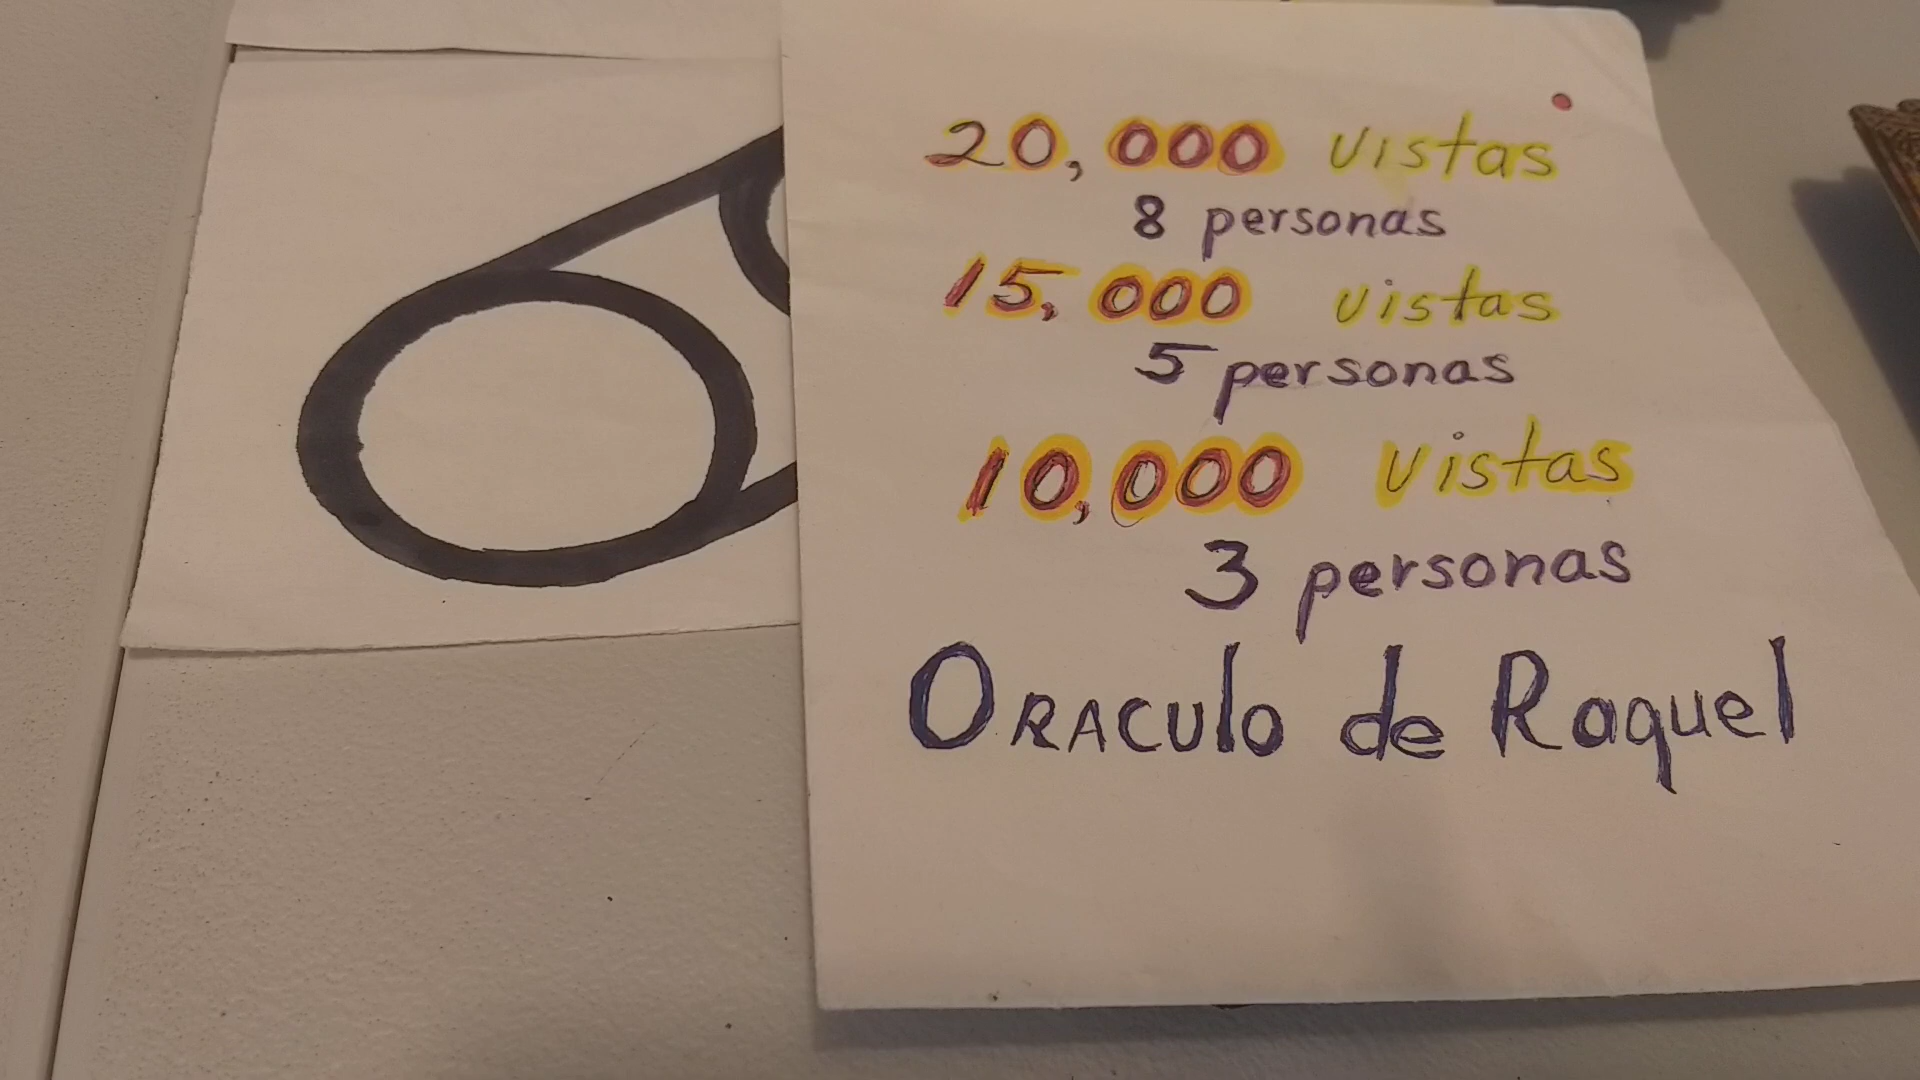 20,000 vistas
8 personas
15,000 vistas
5 personas
10,000 vistas
3 personas
ORACUlo de Raquel